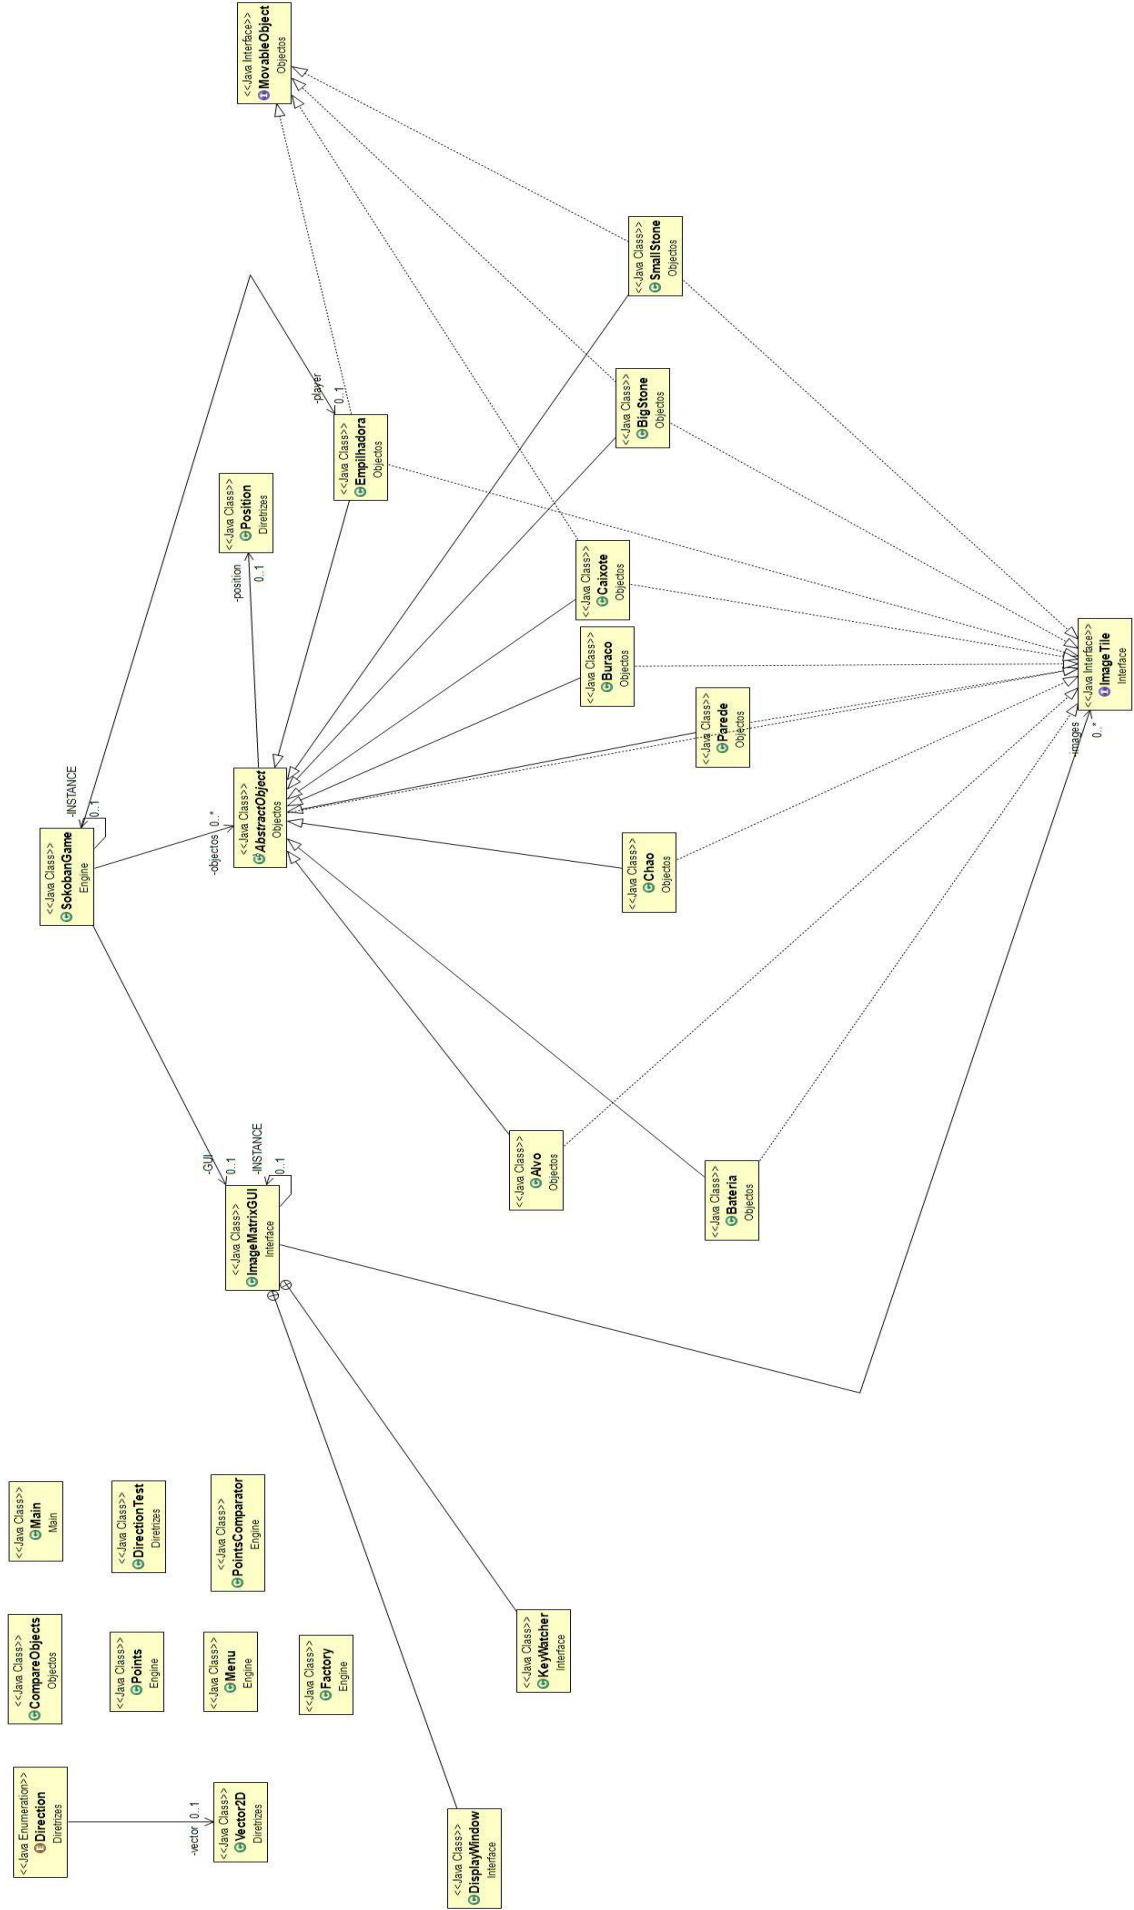 <<Java Interface>>
MovableObject
Objectos
<<Java Class>>
SmallStone
Objectos
-player
0..1
<<Java Class>>
BigStone
Objectos
<<Java Class>>
Empilhadora
Objectos
<<Java Class>>
Position
Diretrizes
-position
0..1
<<Java Class>>
Caixote
Objectos
<<Java Class>>
Buraco
Objectos
<<Java Interface>>
ImageTile
Interface
-images
0..*
<<Java Class>>
Parede
Objectos
-INSTANCE
0..1
<<Java Class>>
SokobanGame
Engine
-objectos 0..*
<<Java Class>>
AbstractObject
Objectos
<<Java Class>>
Chao
Objectos
-GUI
0..1
-INSTANCE
0..1
<<Java Class>>
ImageMatrixGUI
Interface
<<Java Class>>
Alvo
Objectos
<<Java Class>>
Bateria
Objectos
<<Java Class>>
Main
Main
<<Java Class>>
DirectionTest
Diretrizes
<<Java Class>>
PointsComparator
Engine
<<Java Class>>
CompareObjects
Objectos
<<Java Class>>
Points
Engine
<<Java Class>>
Menu
Engine
<<Java Class>>
Factory
Engine
<<Java Class>>
KeyWatcher
Interface
<<Java Enumeration>>
Direction
Diretrizes
-vector 0..1
<<Java Class>>
Vector2D
Diretrizes
<<Java Class>>
DisplayWindow
Interface